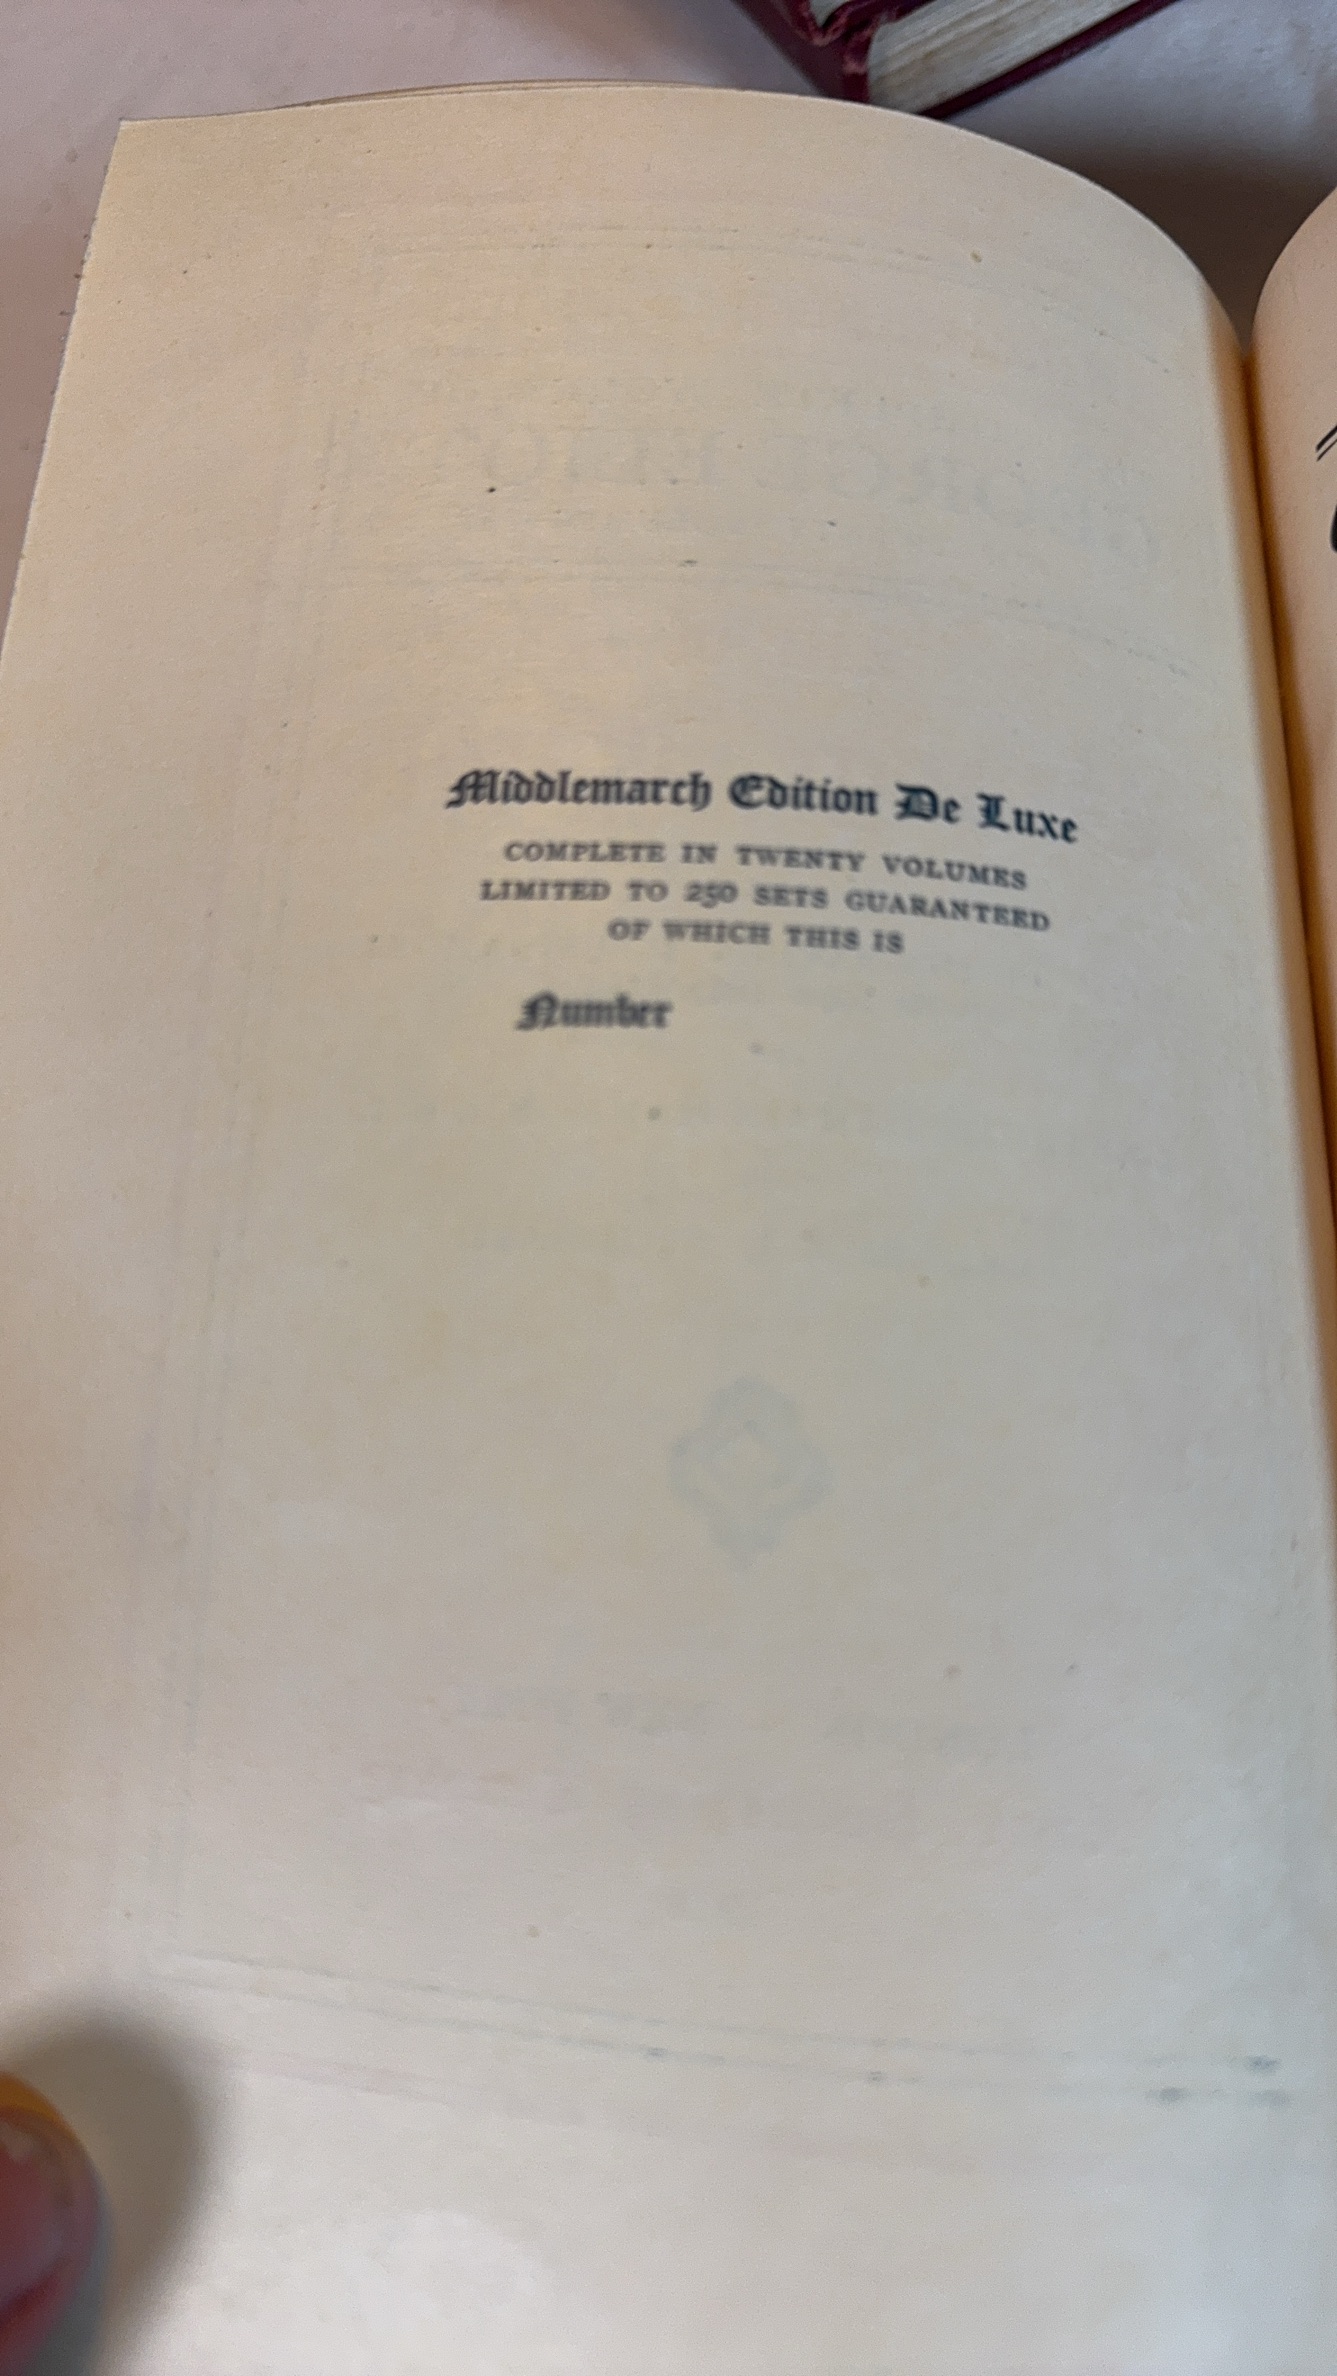 Middlemarch Edition De Luxe
COMPLETE IN TWENTY VOLUMES
LIMITED TO 250 SETS GUARANTEED
OF WHICH THIS IS
Number